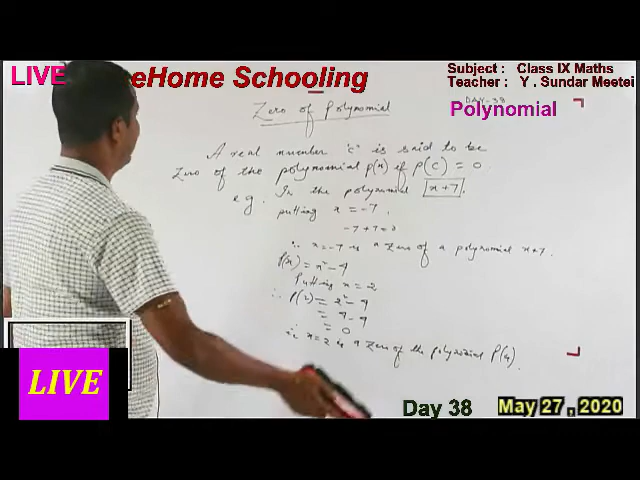 LIVE
eHome Schooling
Subject : Class IX Maths
Teacher : Y. Sundar Meetei
DAY-38
Polynomial
Zero of Polynomial
A real number 'c' is said to be
Zero of the polynomial p(x) if p(c) = 0
e.g. In the polynomial x+7.
putting x = -7,
-7+7=0
∴ x=-7 is a zero of a polynomial x+7.
P(x) = x²-4
Putting x = 2
∴ P(2) = 2²-4
= 4-4
= 0
i.e x=2 is a Zero of the polynomial P(x).
LIVE
Day 38
May 27 , 2020